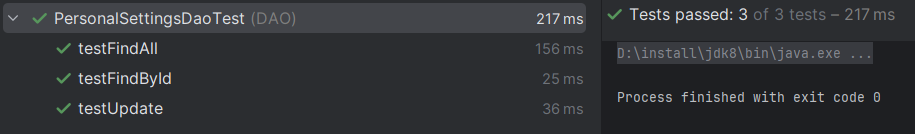 PersonalSettingsDaoTest (DAO) 217 ms
testFindAll 156 ms
testFindById 25 ms
testUpdate 36 ms
Tests passed: 3 of 3 tests – 217 ms
D:\install\jdk8\bin\java.exe ...
Process finished with exit code 0